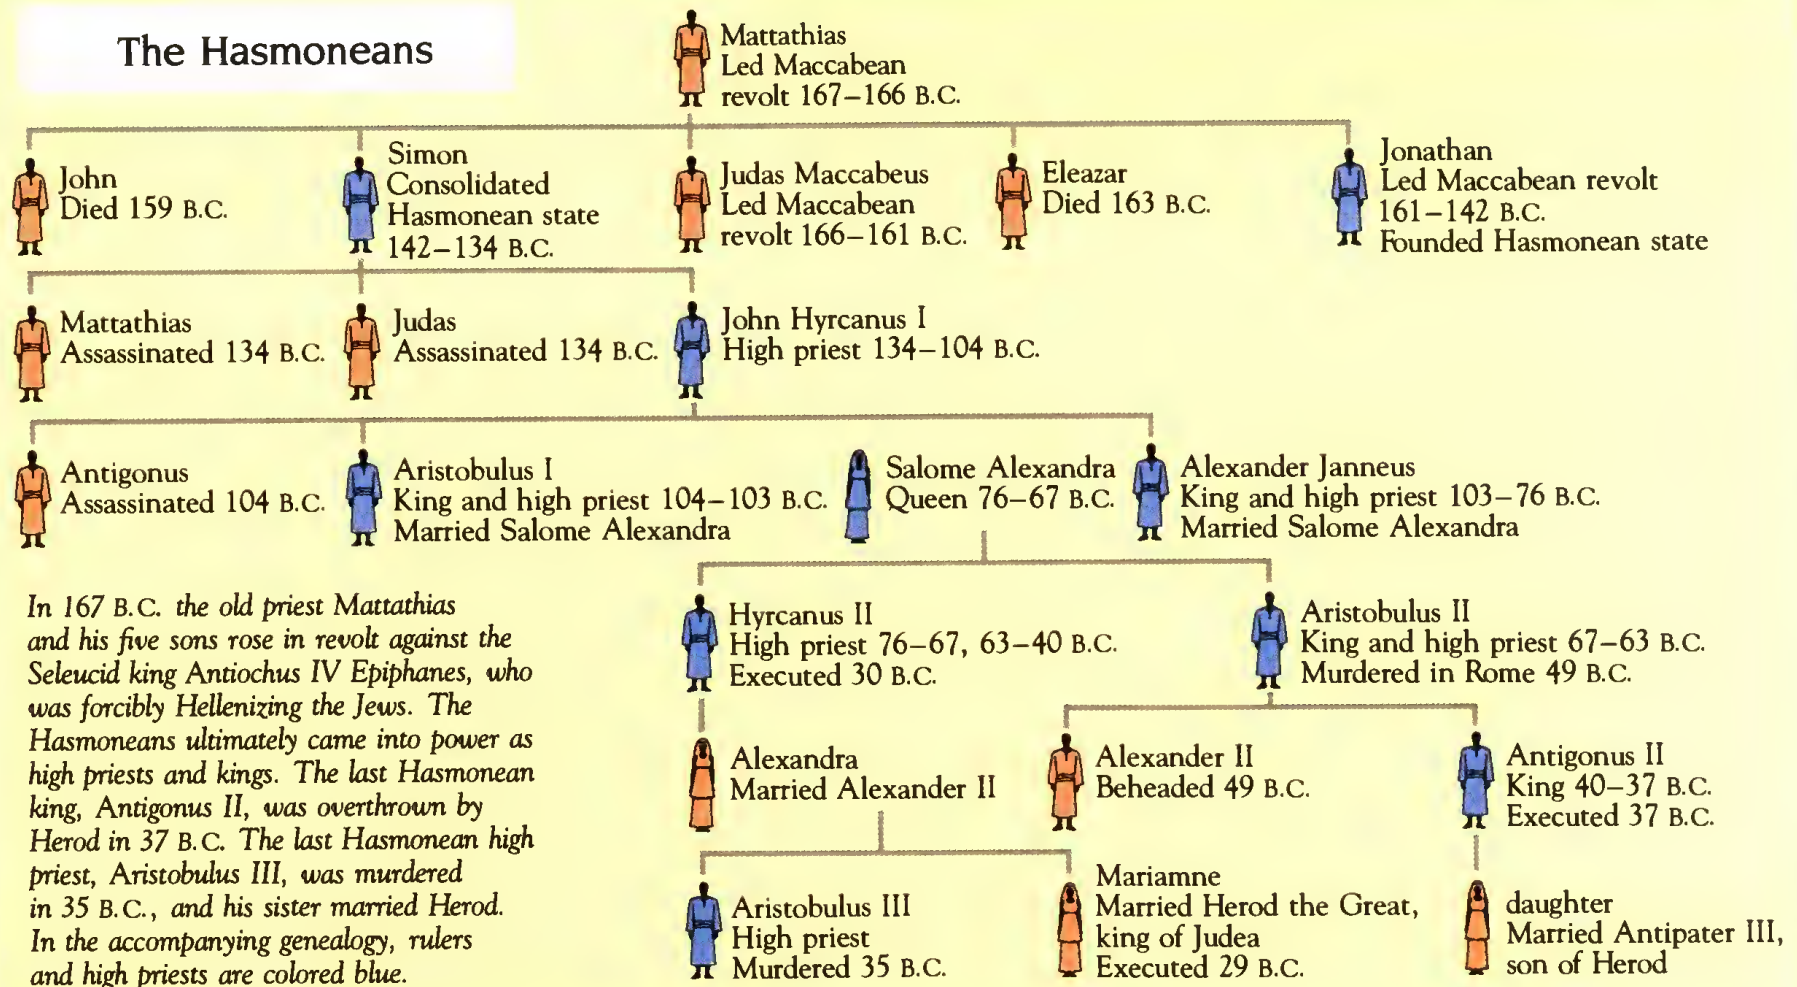 The Hasmoneans
Mattathias
Led Maccabean
revolt 167–166 B.C.
John
Died 159 B.C.
Simon
Consolidated
Hasmonean state
142–134 B.C.
Judas Maccabeus
Led Maccabean
revolt 166–161 B.C.
Eleazar
Died 163 B.C.
Jonathan
Led Maccabean revolt
161–142 B.C.
Founded Hasmonean state
Mattathias
Assassinated 134 B.C.
Judas
Assassinated 134 B.C.
John Hyrcanus I
High priest 134–104 B.C.
Antigonus
Assassinated 104 B.C.
Aristobulus I
King and high priest 104–103 B.C.
Married Salome Alexandra
Salome Alexandra
Queen 76–67 B.C.
Alexander Janneus
King and high priest 103–76 B.C.
Married Salome Alexandra
Hyrcanus II
High priest 76–67, 63–40 B.C.
Executed 30 B.C.
Aristobulus II
King and high priest 67–63 B.C.
Murdered in Rome 49 B.C.
Alexandra
Married Alexander II
Alexander II
Beheaded 49 B.C.
Antigonus II
King 40–37 B.C.
Executed 37 B.C.
Aristobulus III
High priest
Murdered 35 B.C.
Mariamne
Married Herod the Great,
king of Judea
Executed 29 B.C.
daughter
Married Antipater III,
son of Herod
In 167 B.C. the old priest Mattathias
and his five sons rose in revolt against the
Seleucid king Antiochus IV Epiphanes, who
was forcibly Hellenizing the Jews. The
Hasmoneans ultimately came into power as
high priests and kings. The last Hasmonean
king, Antigonus II, was overthrown by
Herod in 37 B.C. The last Hasmonean high
priest, Aristobulus III, was murdered
in 35 B.C., and his sister married Herod.
In the accompanying genealogy, rulers
and high priests are colored blue.